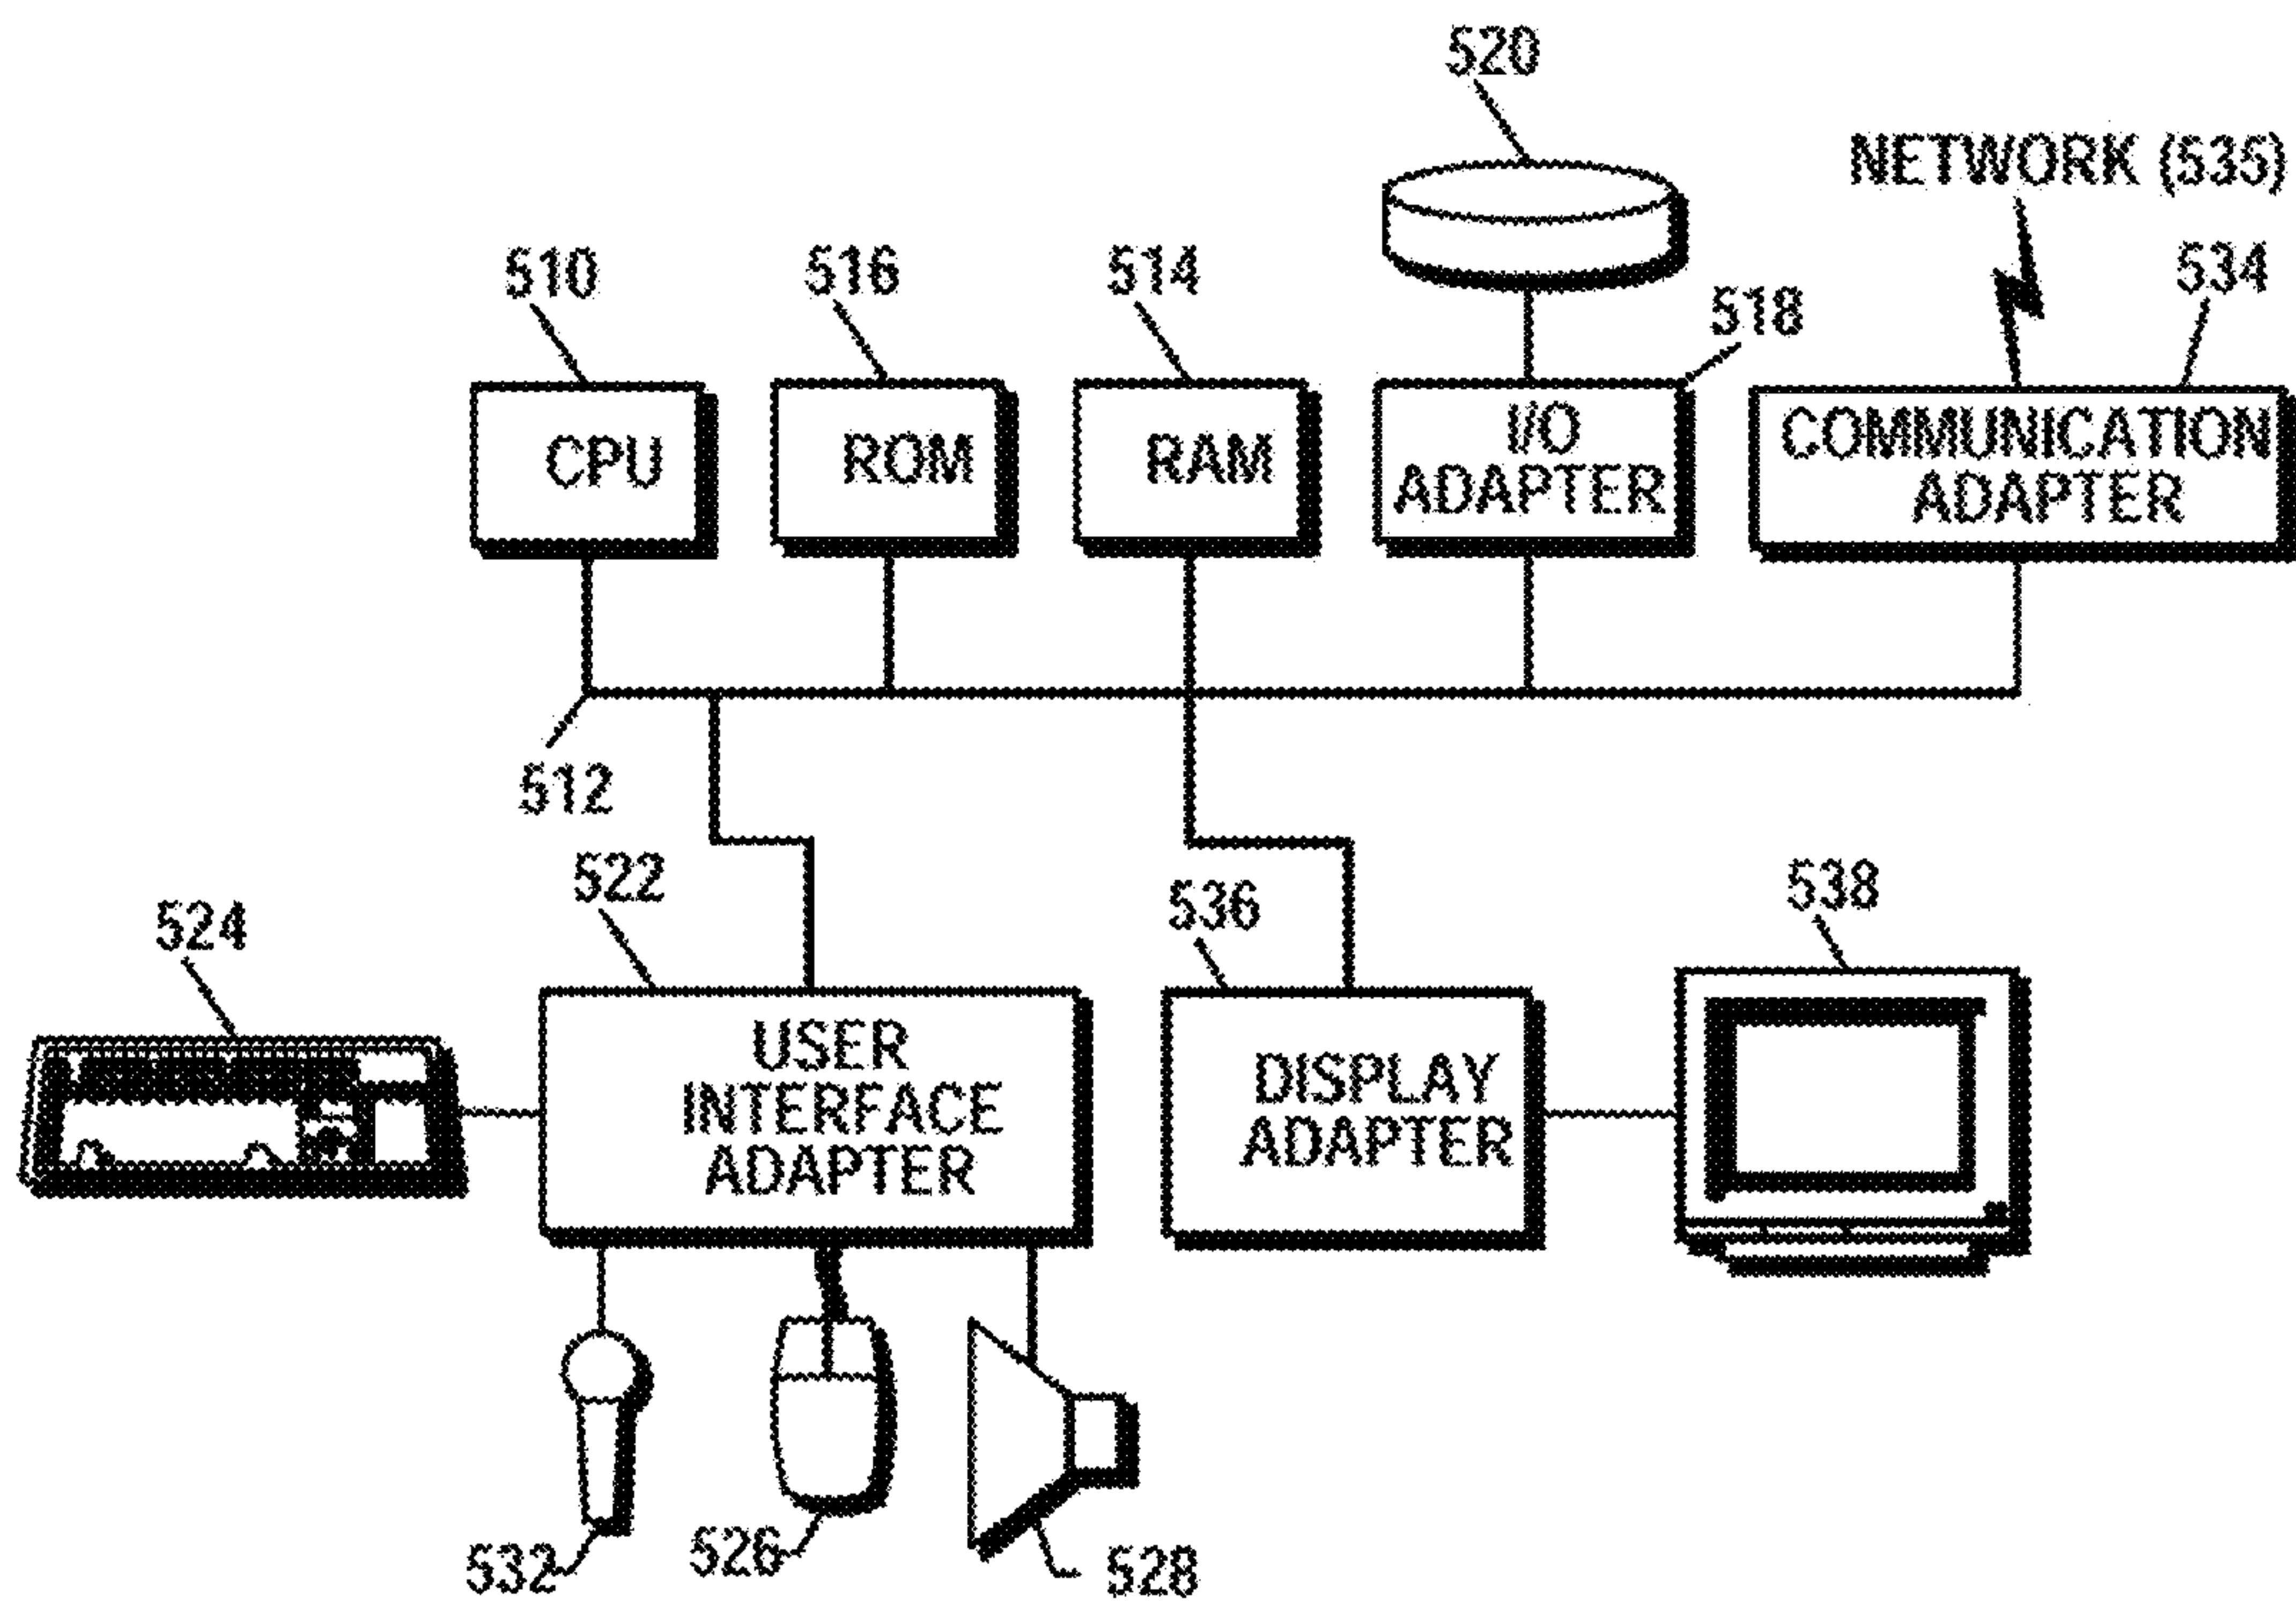 520
NETWORK (535)
510
516
514
518
534
CPU
ROM
RAM
I/O
ADAPTER
COMMUNICATION
ADAPTER
512
522
524
536
538
USER
INTERFACE
ADAPTER
DISPLAY
ADAPTER
532
526
528